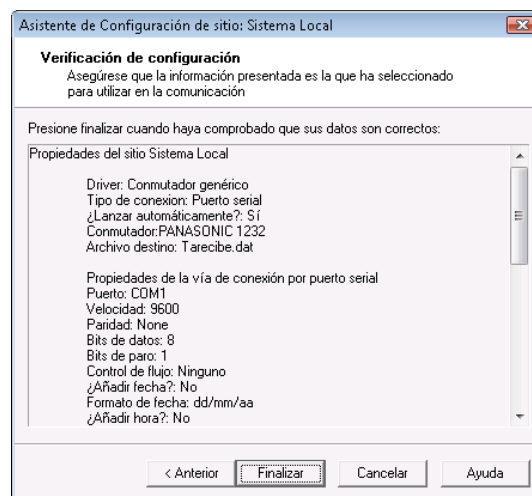 Asistente de Configuración de sitio: Sistema Local
Verificación de configuración
Asegúrese que la información presentada es la que ha seleccionado
para utilizar en la comunicación
Presione finalizar cuando haya comprobado que sus datos son correctos:
Propiedades del sitio Sistema Local
Driver: Conmutador genérico
Tipo de conexion: Puerto serial
¿Lanzar automáticamente?: Sí
Conmutador:PANASONIC 1232
Archivo destino: Tarecibe.dat
Propiedades de la vía de conexión por puerto serial
Puerto: COM1
Velocidad: 9600
Paridad: None
Bits de datos: 8
Bits de paro: 1
Control de flujo: Ninguno
¿Añadir fecha?: No
Formato de fecha: dd/mm/aa
¿Añadir hora?: No
< Anterior Finalizar Cancelar Ayuda